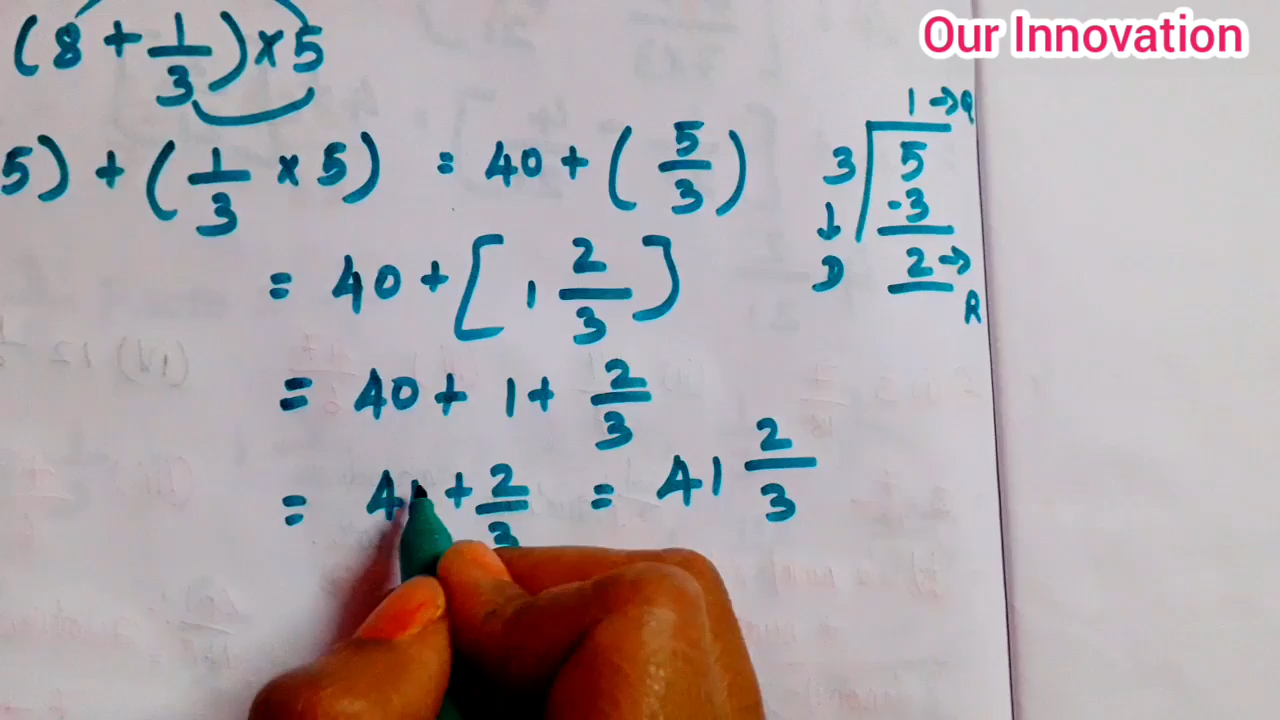 Our Innovation
(8 + 1/3) × 5
5) + (1/3 × 5) = 40 + (5/3)
= 40 + [1 2/3]
= 40 + 1 + 2/3
= 41 + 2/3 = 41 2/3
1 → Q
3 5
- 3
↓
D 2 →
R